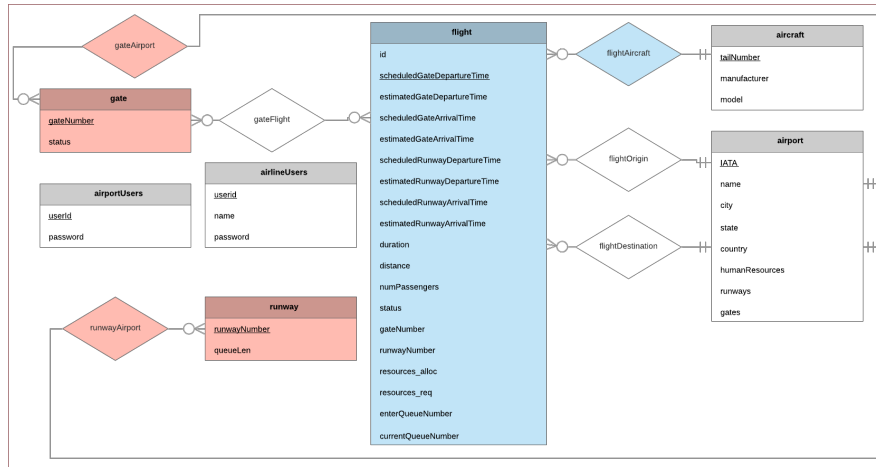 gateAirport
gate
gateNumber
status
gateFlight
airportUsers
userId
password
airlineUsers
userid
name
password
runwayAirport
runway
runwayNumber
queueLen
flight
id
scheduledGateDepartureTime
estimatedGateDepartureTime
scheduledGateArrivalTime
estimatedGateArrivalTime
scheduledRunwayDepartureTime
estimatedRunwayDepartureTime
scheduledRunwayArrivalTime
estimatedRunwayArrivalTime
duration
distance
numPassengers
status
gateNumber
runwayNumber
resources_alloc
resources_req
enterQueueNumber
currentQueueNumber
flightAircraft
flightOrigin
flightDestination
aircraft
tailNumber
manufacturer
model
airport
IATA
name
city
state
country
humanResources
runways
gates